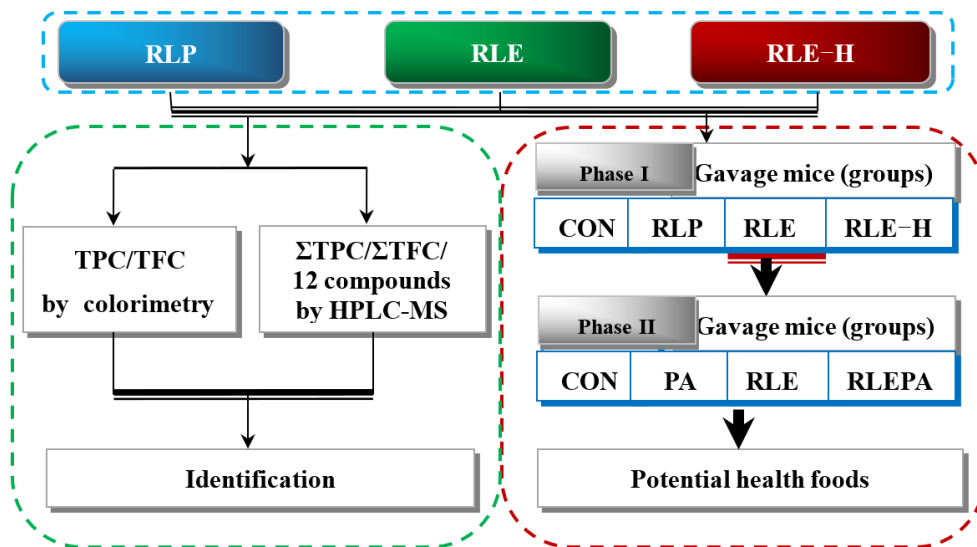 RLP
RLE
RLE−H
TPC/TFC
by colorimetry
ΣTPC/ΣTFC/
12 compounds
by HPLC-MS
Identification
Phase I
Gavage mice (groups)
CON RLP RLE RLE−H
Phase II
Gavage mice (groups)
CON PA RLE RLEPA
Potential health foods